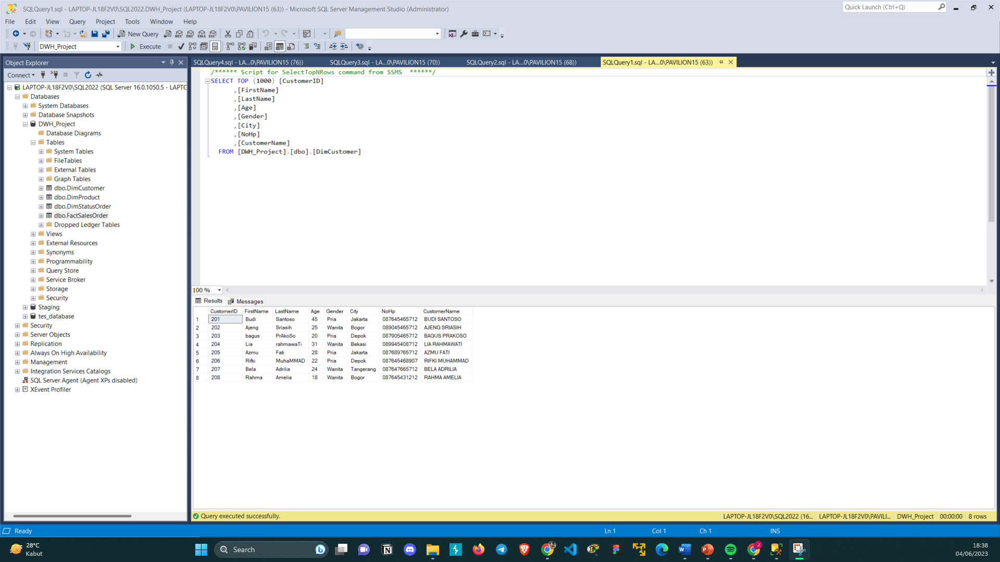 SQLQuery1.sql - LAPTOP-JL18F2V0\SQL2022.DWH_Project (LAPTOP-JL18F2V0\PAVILION15 (63)) - Microsoft SQL Server Management Studio (Administrator)
Quick Launch (Ctrl+Q)
File Edit View Query Project Tools Window Help
New Query
MDX DMX XMLA DAX
DWH_Project
Execute
Object Explorer
Connect
LAPTOP-JL18F2V0\SQL2022 (SQL Server 16.0.1050.5 - LAPTO
Databases
System Databases
Database Snapshots
DWH_Project
Database Diagrams
Tables
System Tables
FileTables
External Tables
Graph Tables
dbo.DimCustomer
dbo.DimProduct
dbo.DimStatusOrder
dbo.FactSalesOrder
Dropped Ledger Tables
Views
External Resources
Synonyms
Programmability
Query Store
Service Broker
Storage
Security
Staging
tes_database
Security
Server Objects
Replication
Always On High Availability
Management
Integration Services Catalogs
SQL Server Agent (Agent XPs disabled)
XEvent Profiler
SQLQuery4.sql - LA...0\PAVILION15 (76)) SQLQuery3.sql - LA...0\PAVILION15 (70)) SQLQuery2.sql - LA...0\PAVILION15 (68)) SQLQuery1.sql - LA...0\PAVILION15 (63))
/****** Script for SelectTopNRows command from SSMS  ******/
SELECT TOP (1000) [CustomerID]
,[FirstName]
,[LastName]
,[Age]
,[Gender]
,[City]
,[NoHp]
,[CustomerName]
FROM [DWH_Project].[dbo].[DimCustomer]
100 %
Results Messages
CustomerID FirstName LastName Age Gender City NoHp CustomerName
1 201 Budi Santoso 45 Pria Jakarta 087645465712 BUDI SANTOSO
2 202 Ajeng Sriasih 25 Wanita Bogor 089045465712 AJENG SRIASIH
3 203 bagus PrAkoSo 20 Pria Depok 087905465712 BAGUS PRAKOSO
4 204 Lia rahmawaTi 31 Wanita Bekasi 089945408712 LIA RAHMAWATI
5 205 Azmu Fati 28 Pria Jakarta 087689765712 AZMU FATI
6 206 Rifki MuhaMMAD 22 Pria Depok 087645468907 RIFKI MUHAMMAD
7 207 Bela Adrilia 24 Wanita Tangerang 087647665712 BELA ADRILIA
8 208 Rahma Amelia 18 Wanita Bogor 087645431212 RAHMA AMELIA
Query executed successfully.
LAPTOP-JL18F2V0\SQL2022 (16... LAPTOP-JL18F2V0\PAVILI... DWH_Project 00:00:00 8 rows
Ready
Ln 1 Col 1 Ch 1 INS
28°C
Kabut
Search
18:38
04/06/2023